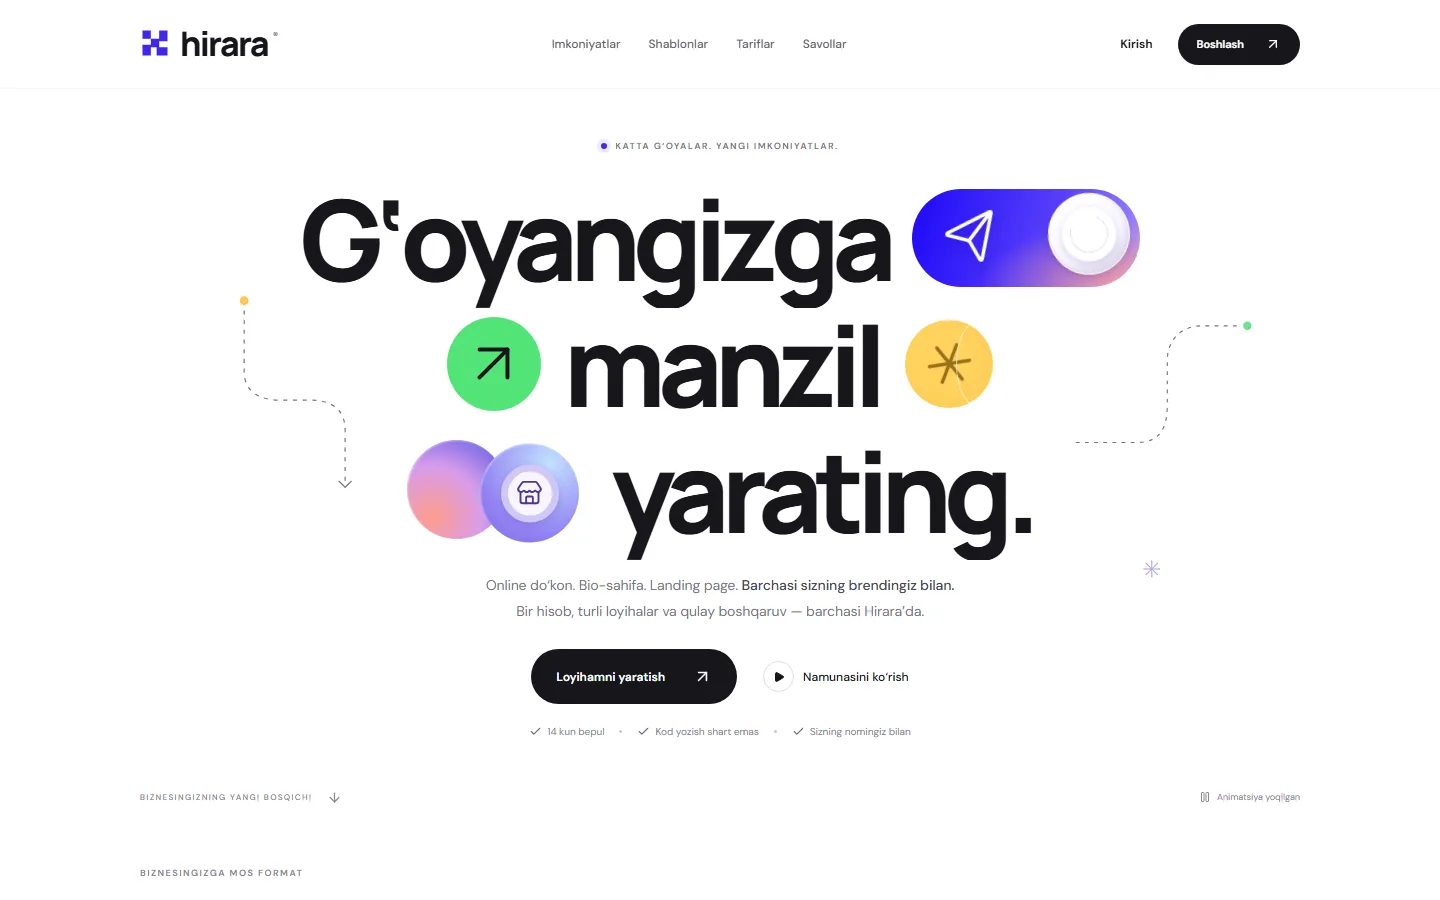 hirara
Imkoniyatlar
Shablonlar
Tariflar
Savollar
Kirish
Boshlash
KATTA G‘OYALAR. YANGI IMKONIYATLAR.
G‘oyangizga
manzil
yarating.
Online do‘kon. Bio-sahifa. Landing page. Barchasi sizning brendingiz bilan.
Bir hisob, turli loyihalar va qulay boshqaruv — barchasi Hirara’da.
Loyihamni yaratish
Namunasini ko‘rish
14 kun bepul • Kod yozish shart emas • Sizning nomingiz bilan
BIZNESINGIZNING YANGI BOSQICHI
Animatsiya yoqilgan
BIZNESINGIZGA MOS FORMAT